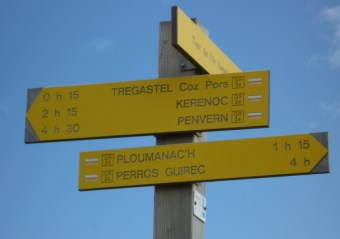 0 h 15 TREGASTEL Coz Pors
2 h 15 KERENOC
4 h 30 PENVERN
PLOUMANAC'H 1 h 15
PERROS GUIREC 4 h